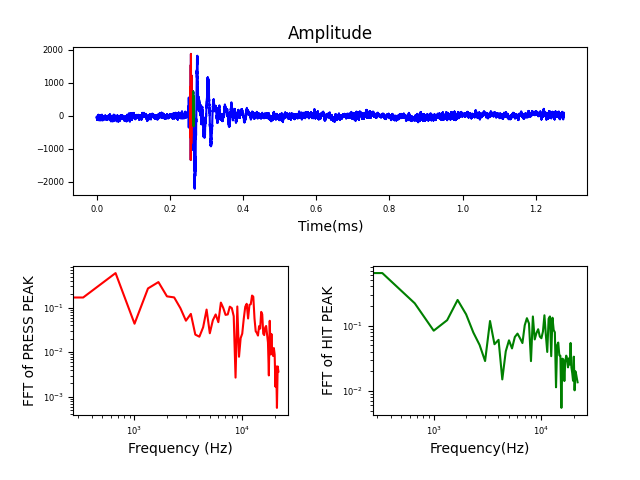 Amplitude
2000
1000
0
−1000
−2000
0.0 0.2 0.4 0.6 0.8 1.0 1.2
Time(ms)
FFT of PRESS PEAK
10⁻¹
10⁻²
10⁻³
10³ 10⁴
Frequency (Hz)
FFT of HIT PEAK
10⁻¹
10⁻²
10³ 10⁴
Frequency(Hz)